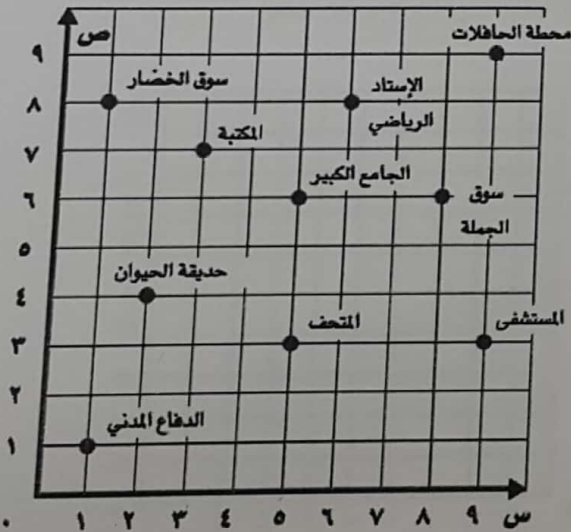 ص
محطة الحافلات
٩
سوق الخضار
الإستاد
٨
الرياضي
المكتبة
٧
الجامع الكبير
سوق
٦
الجملة
٥
حديقة الحيوان
٤
المتحف
المستشفى
٣
٢
الدفاع المدني
١
٠ ١ ٢ ٣ ٤ ٥ ٦ ٧ ٨ ٩ س